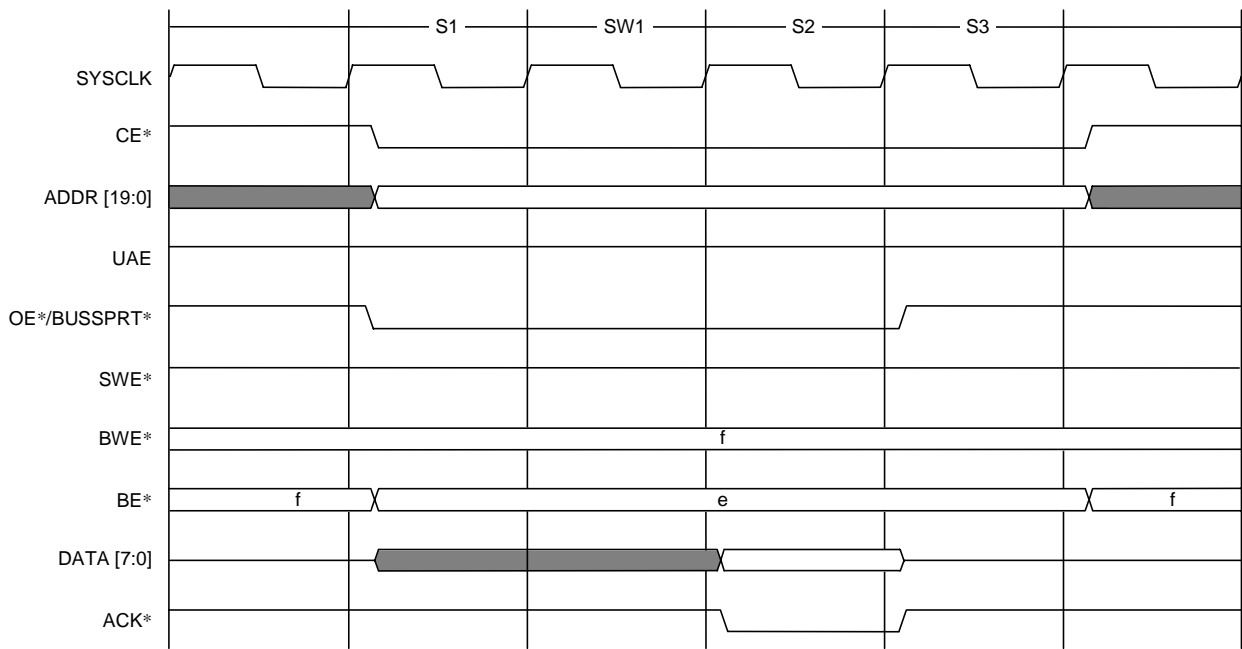 S1 SW1 S2 S3
SYSCLK
CE*
ADDR [19:0]
UAE
OE*/BUSSPRT*
SWE*
BWE* f
BE* f e f
DATA [7:0]
ACK*